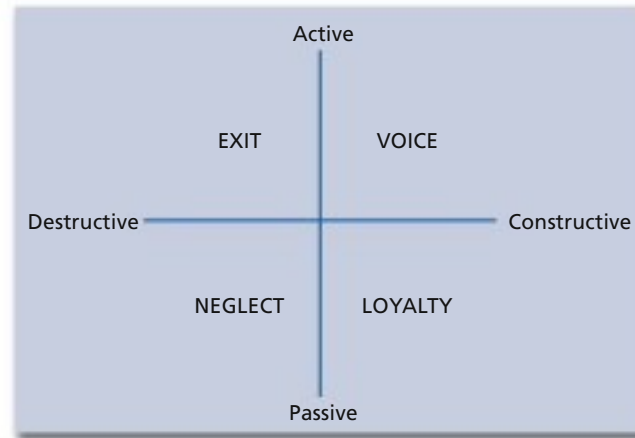 Active
EXIT VOICE
Destructive Constructive
NEGLECT LOYALTY
Passive